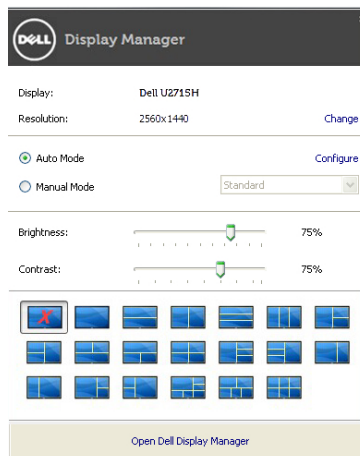 DELL Display Manager
Display: Dell U2715H
Resolution: 2560x1440 Change
Auto Mode Configure
Manual Mode Standard
Brightness: 75%
Contrast: 75%
Open Dell Display Manager